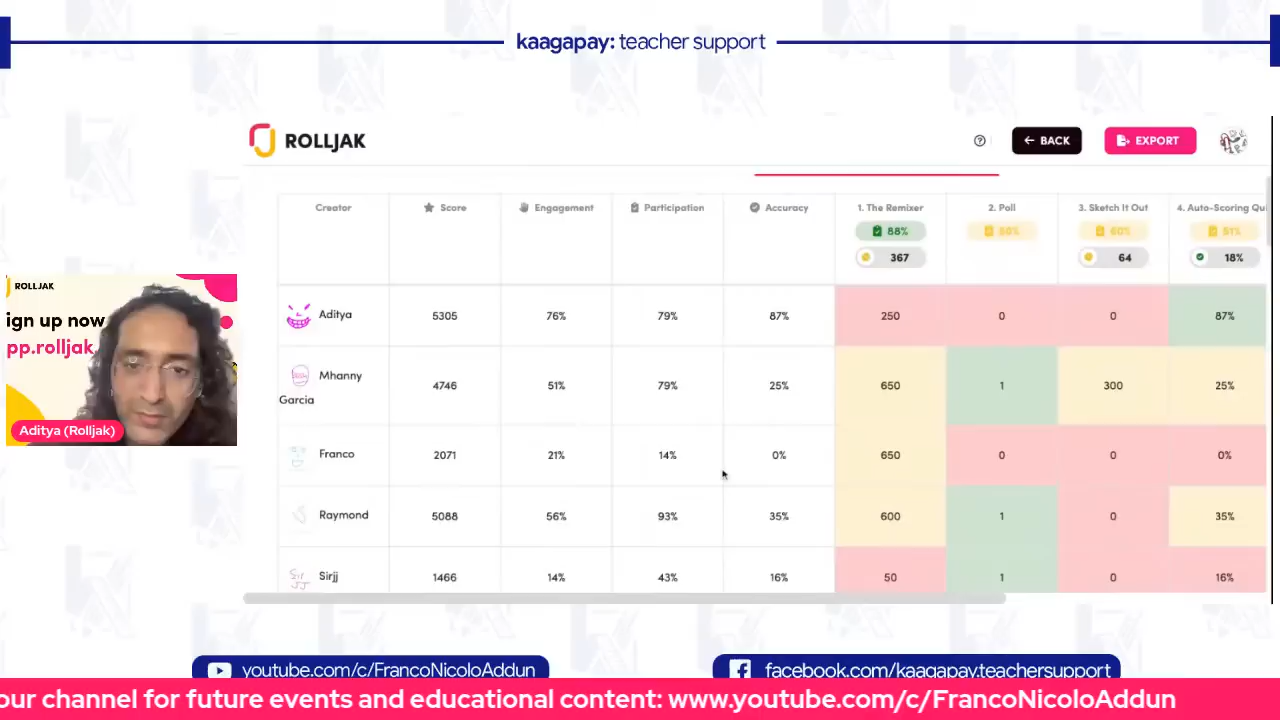 kaagapay: teacher support
ROLLJAK
BACK
EXPORT
Creator Score Engagement Participation Accuracy 1. The Remixer 2. Poll 3. Sketch It Out 4. Auto-Scoring Qu
88% 80% 60% 51%
367 64 18%
Aditya 5305 76% 79% 87% 250 0 0 87%
Mhanny Garcia 4746 51% 79% 25% 650 1 300 25%
Franco 2071 21% 14% 0% 650 0 0 0%
Raymond 5088 56% 93% 35% 600 1 0 35%
Sirjj 1466 14% 43% 16% 50 1 0 16%
ROLLJAK
ign up now
pp.rolljak
Aditya (Rolljak)
youtube.com/c/FrancoNicoloAddun
facebook.com/kaagapay.teachersupport
our channel for future events and educational content: www.youtube.com/c/FrancoNicoloAddun